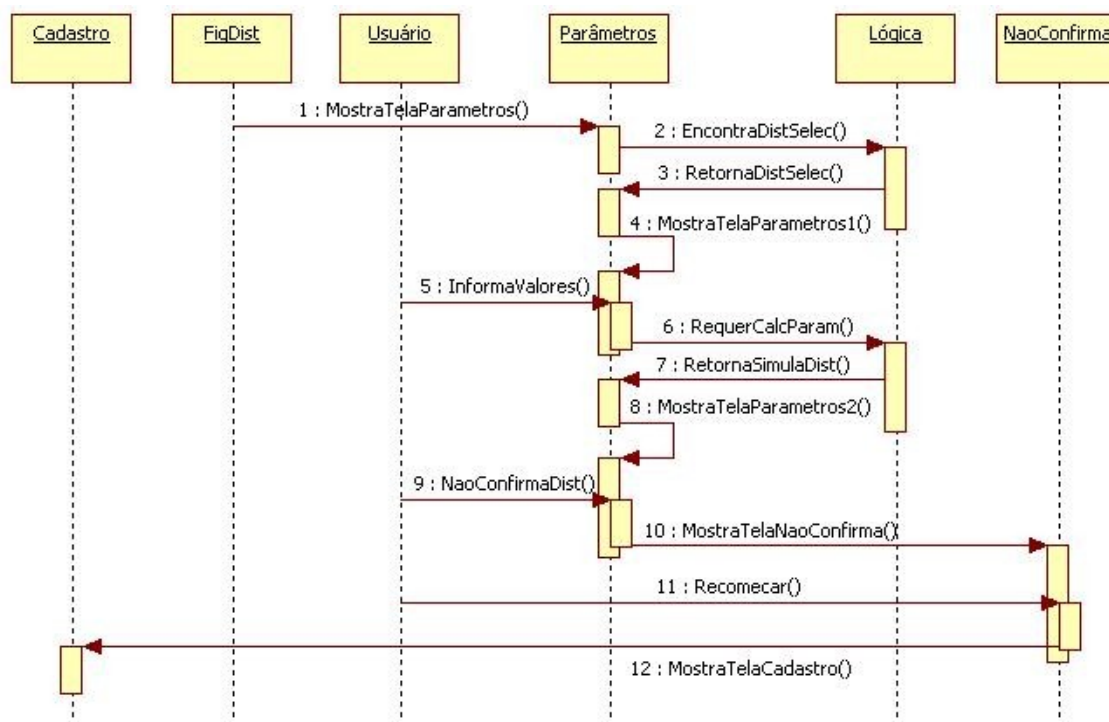 Cadastro
FigDist
Usuário
Parâmetros
Lógica
NaoConfirma
1 : MostraTelaParametros()
2 : EncontraDistSelec()
3 : RetornaDistSelec()
4 : MostraTelaParametros1()
5 : InformaValores()
6 : RequerCalcParam()
7 : RetornaSimulaDist()
8 : MostraTelaParametros2()
9 : NaoConfirmaDist()
10 : MostraTelaNaoConfirma()
11 : Recomecar()
12 : MostraTelaCadastro()